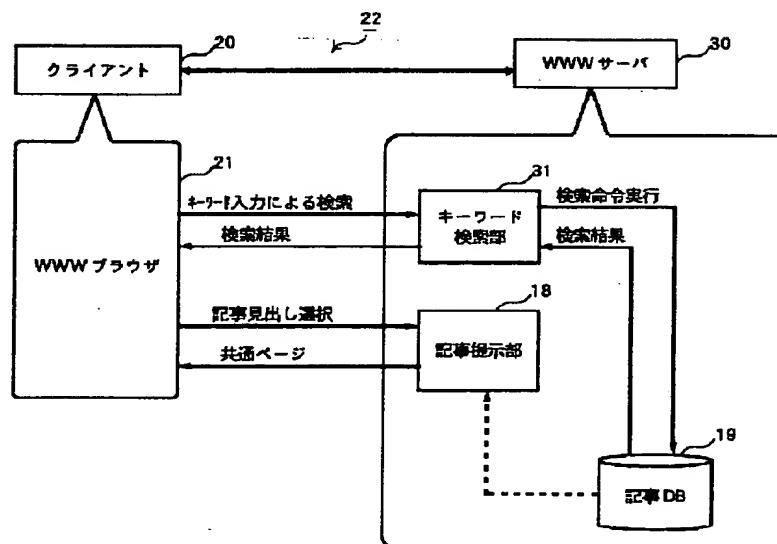 22
20
30
クライアント
WWWサーバ
21
31
キーワード入力による検索
キーワード
検索部
検索命令実行
検索結果
検索結果
WWWブラウザ
18
記事見出し選択
記事提示部
共通ページ
19
記事DB